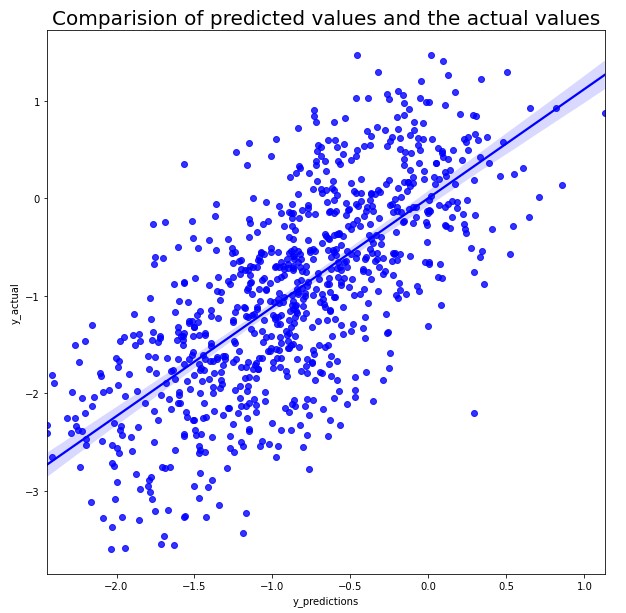 Comparision of predicted values and the actual values
1
0
−1
−2
−3
y_actual
−2.0 −1.5 −1.0 −0.5 0.0 0.5 1.0
y_predictions